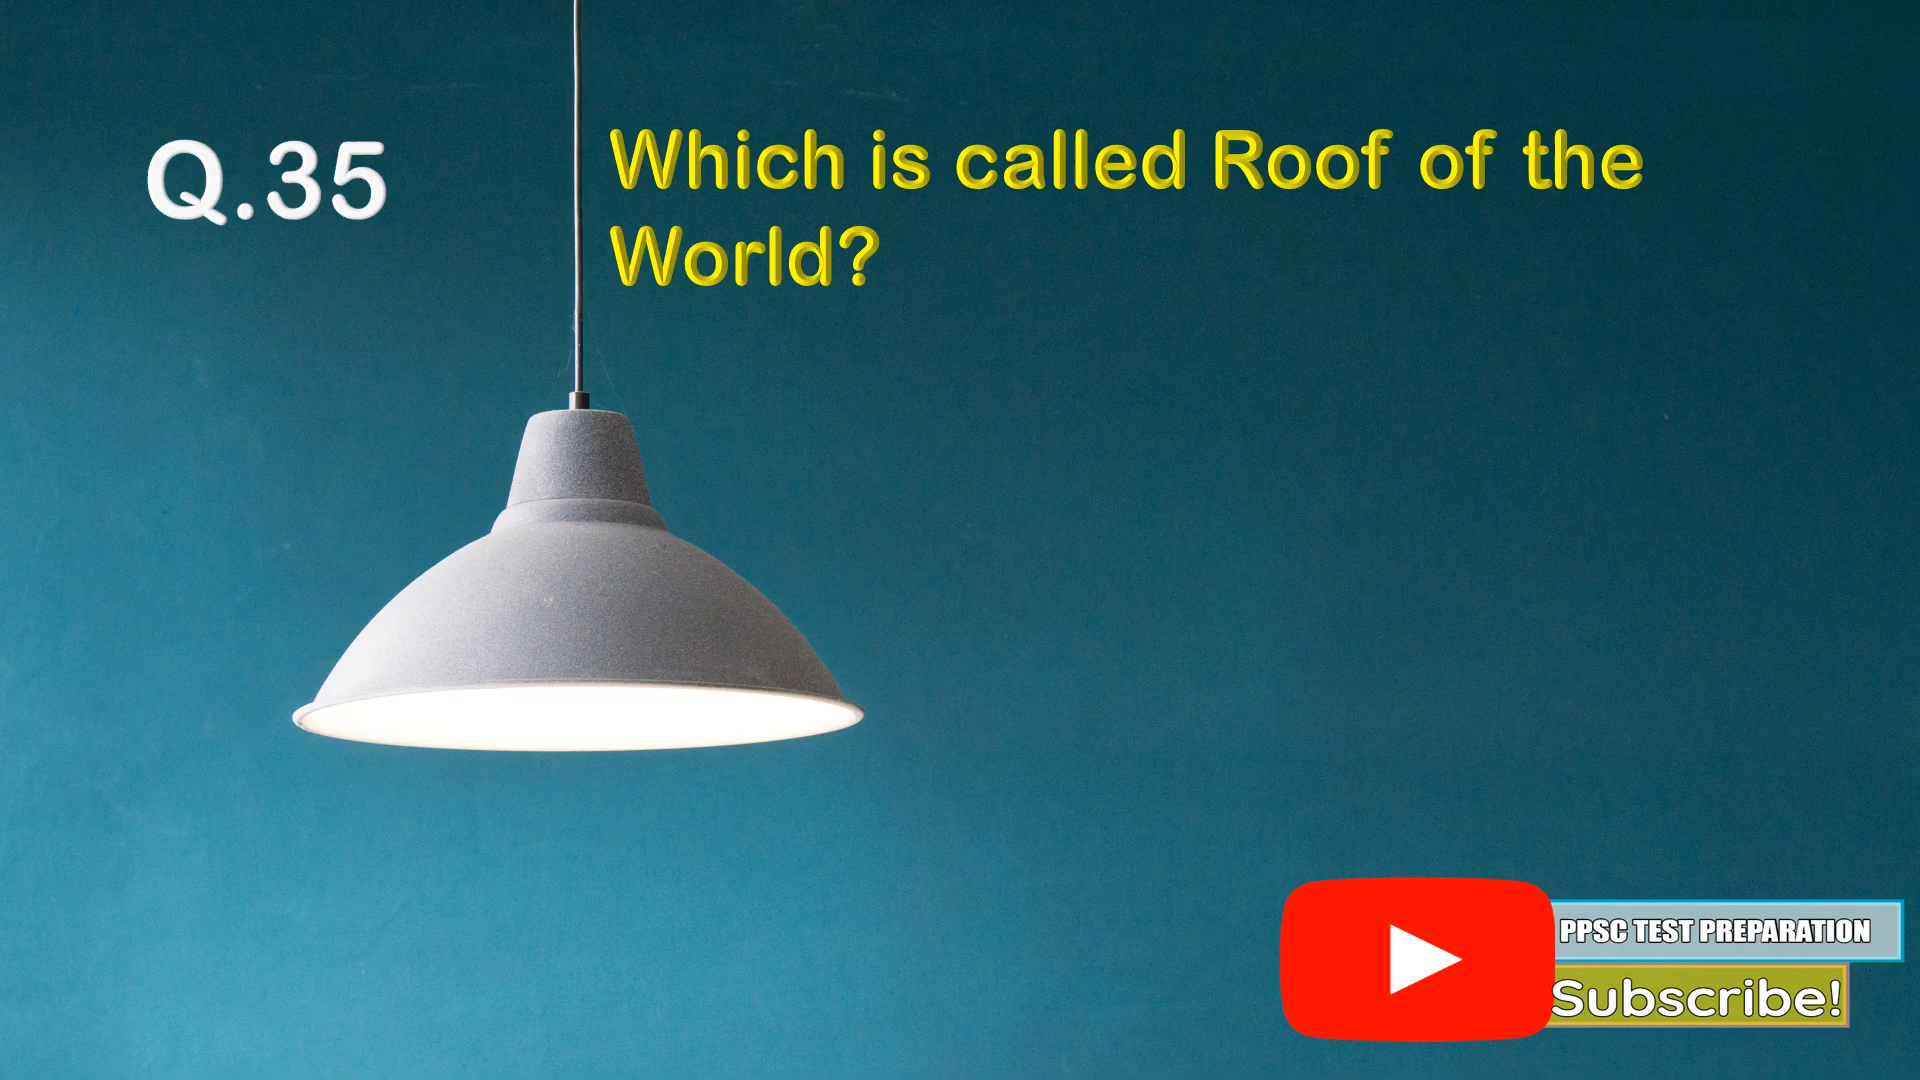 Q.35
Which is called Roof of the
World?
PPSC TEST PREPARATION
Subscribe!